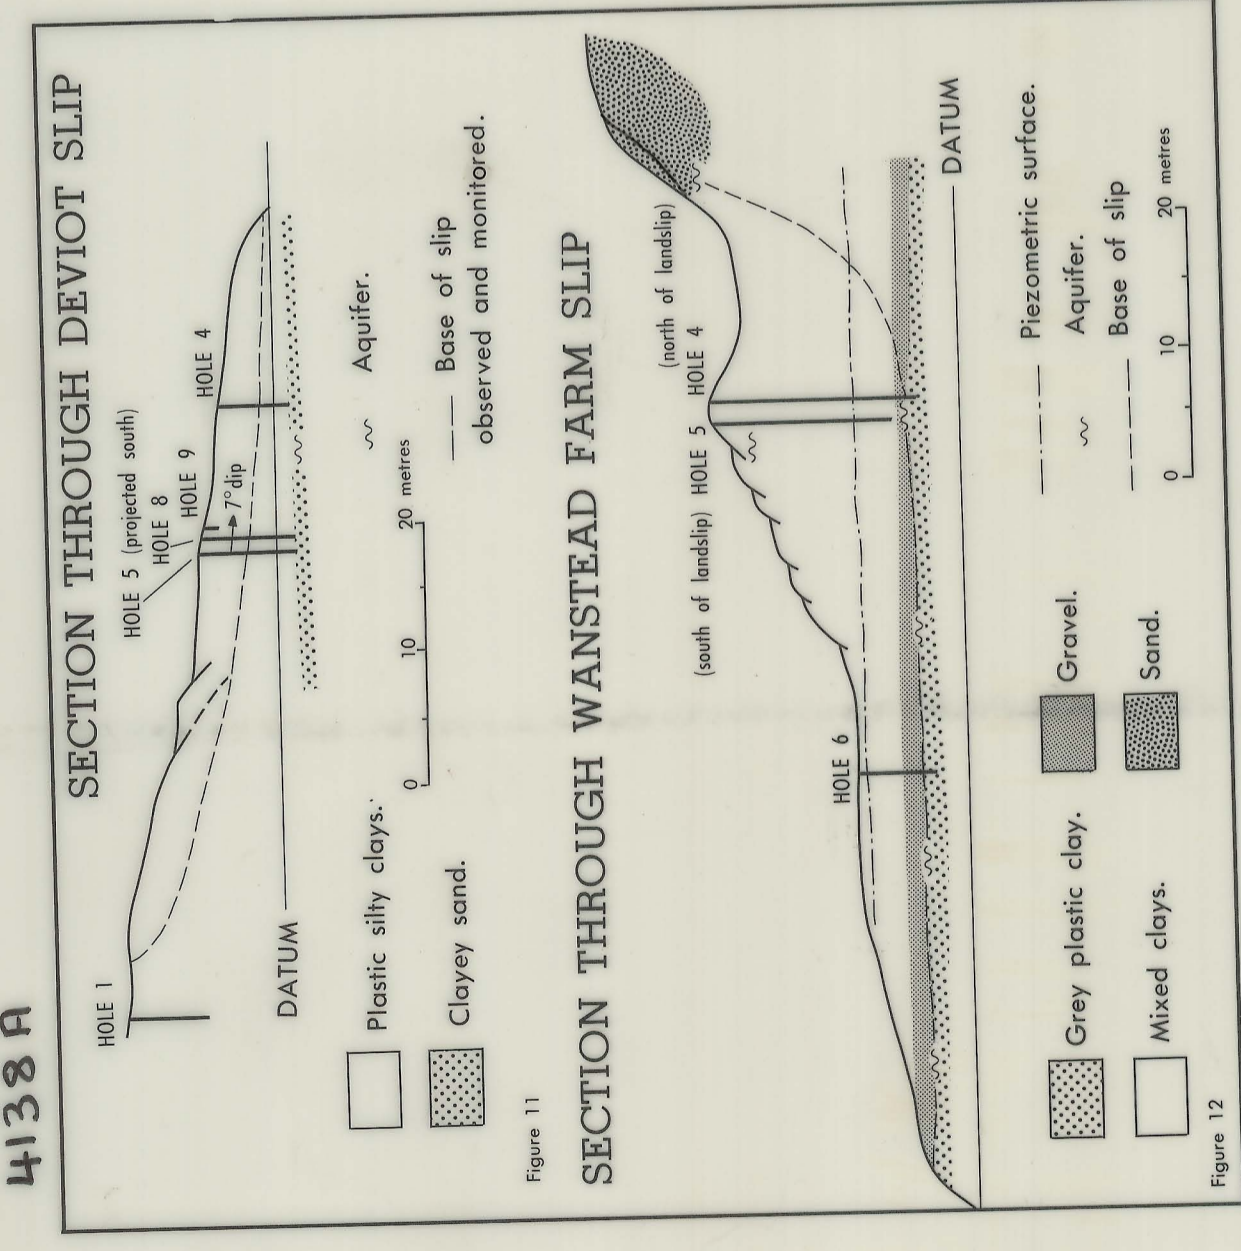 4138 A
SECTION THROUGH DEVIOT SLIP
HOLE 1
HOLE 5 (projected south)
HOLE 8
HOLE 9
HOLE 4
7° dip
DATUM
Plastic silty clays.
Clayey sand.
0 10 20 metres
Aquifer.
Base of slip
observed and monitored.
Figure 11
SECTION THROUGH WANSTEAD FARM SLIP
HOLE 6
(south of landslip) HOLE 5
HOLE 4
(north of landslip)
DATUM
Grey plastic clay.
Mixed clays.
Gravel.
Sand.
Piezometric surface.
Aquifer.
Base of slip
0 10 20 metres
Figure 12